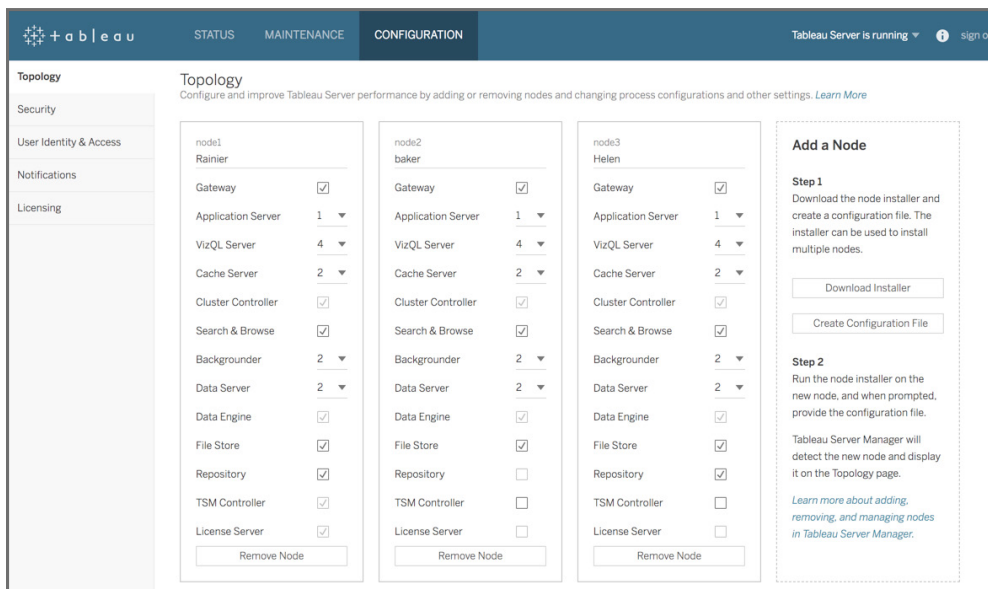 tableau
STATUS MAINTENANCE CONFIGURATION
Tableau Server is running
sign o
Topology
Security
User Identity & Access
Notifications
Licensing
Topology
Configure and improve Tableau Server performance by adding or removing nodes and changing process configurations and other settings. Learn More
node1
Rainier
Gateway
Application Server 1
VizQL Server 4
Cache Server 2
Cluster Controller
Search & Browse
Backgrounder 2
Data Server 2
Data Engine
File Store
Repository
TSM Controller
License Server
Remove Node
node2
baker
Gateway
Application Server 1
VizQL Server 4
Cache Server 2
Cluster Controller
Search & Browse
Backgrounder 2
Data Server 2
Data Engine
File Store
Repository
TSM Controller
License Server
Remove Node
node3
Helen
Gateway
Application Server 1
VizQL Server 4
Cache Server 2
Cluster Controller
Search & Browse
Backgrounder 2
Data Server 2
Data Engine
File Store
Repository
TSM Controller
License Server
Remove Node
Add a Node
Step 1
Download the node installer and
create a configuration file. The
installer can be used to install
multiple nodes.
Download Installer
Create Configuration File
Step 2
Run the node installer on the
new node, and when prompted,
provide the configuration file.
Tableau Server Manager will
detect the new node and display
it on the Topology page.
Learn more about adding,
removing, and managing nodes
in Tableau Server Manager.